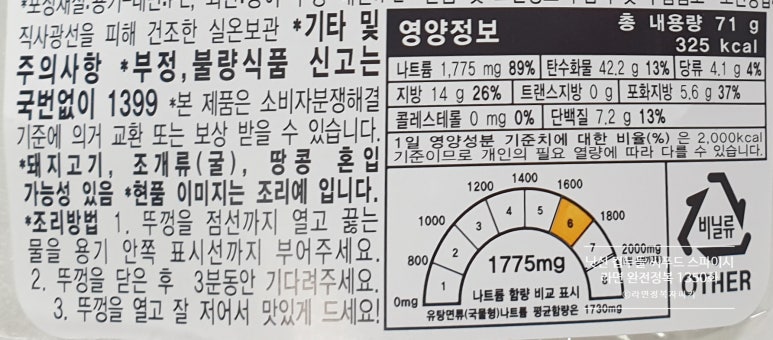 직사광선을 피해 건조한 실온보관 *기타 및
주의사항 *부정,불량식품 신고는
국번없이 1399 *본 제품은 소비자분쟁해결
기준에 의거 교환 또는 보상 받을 수 있습니다.
*돼지고기, 조개류(굴), 땅콩 혼입
가능성 있음 *현품 이미지는 조리예 입니다.
*조리방법 1. 뚜껑을 점선까지 열고 끓는
물을 용기 안쪽 표시선까지 부어주세요.
2. 뚜껑을 닫은 후 3분동안 기다려주세요.
3. 뚜껑을 열고 잘 저어서 맛있게 드세요!
영양정보
총 내용량 71 g
325 kcal
나트륨 1,775 mg 89% 탄수화물 42.2 g 13% 당류 4.1 g 4%
지방 14 g 26% 트랜스지방 0 g 포화지방 5.6 g 37%
콜레스테롤 0 mg 0% 단백질 7.2 g 13%
1일 영양성분 기준치에 대한 비율(%) 은 2,000kcal
기준이므로 개인의 필요 열량에 따라 다를 수 있습니다.
0mg 800 1000 1200 1400 1600 1800 2000mg
1 2 3 4 5 6 7
1775mg
나트륨 함량 비교 표시
유탕면류(국물형)나트륨 평균함량은 1730mg
비닐류
OTHER
라면완전정복